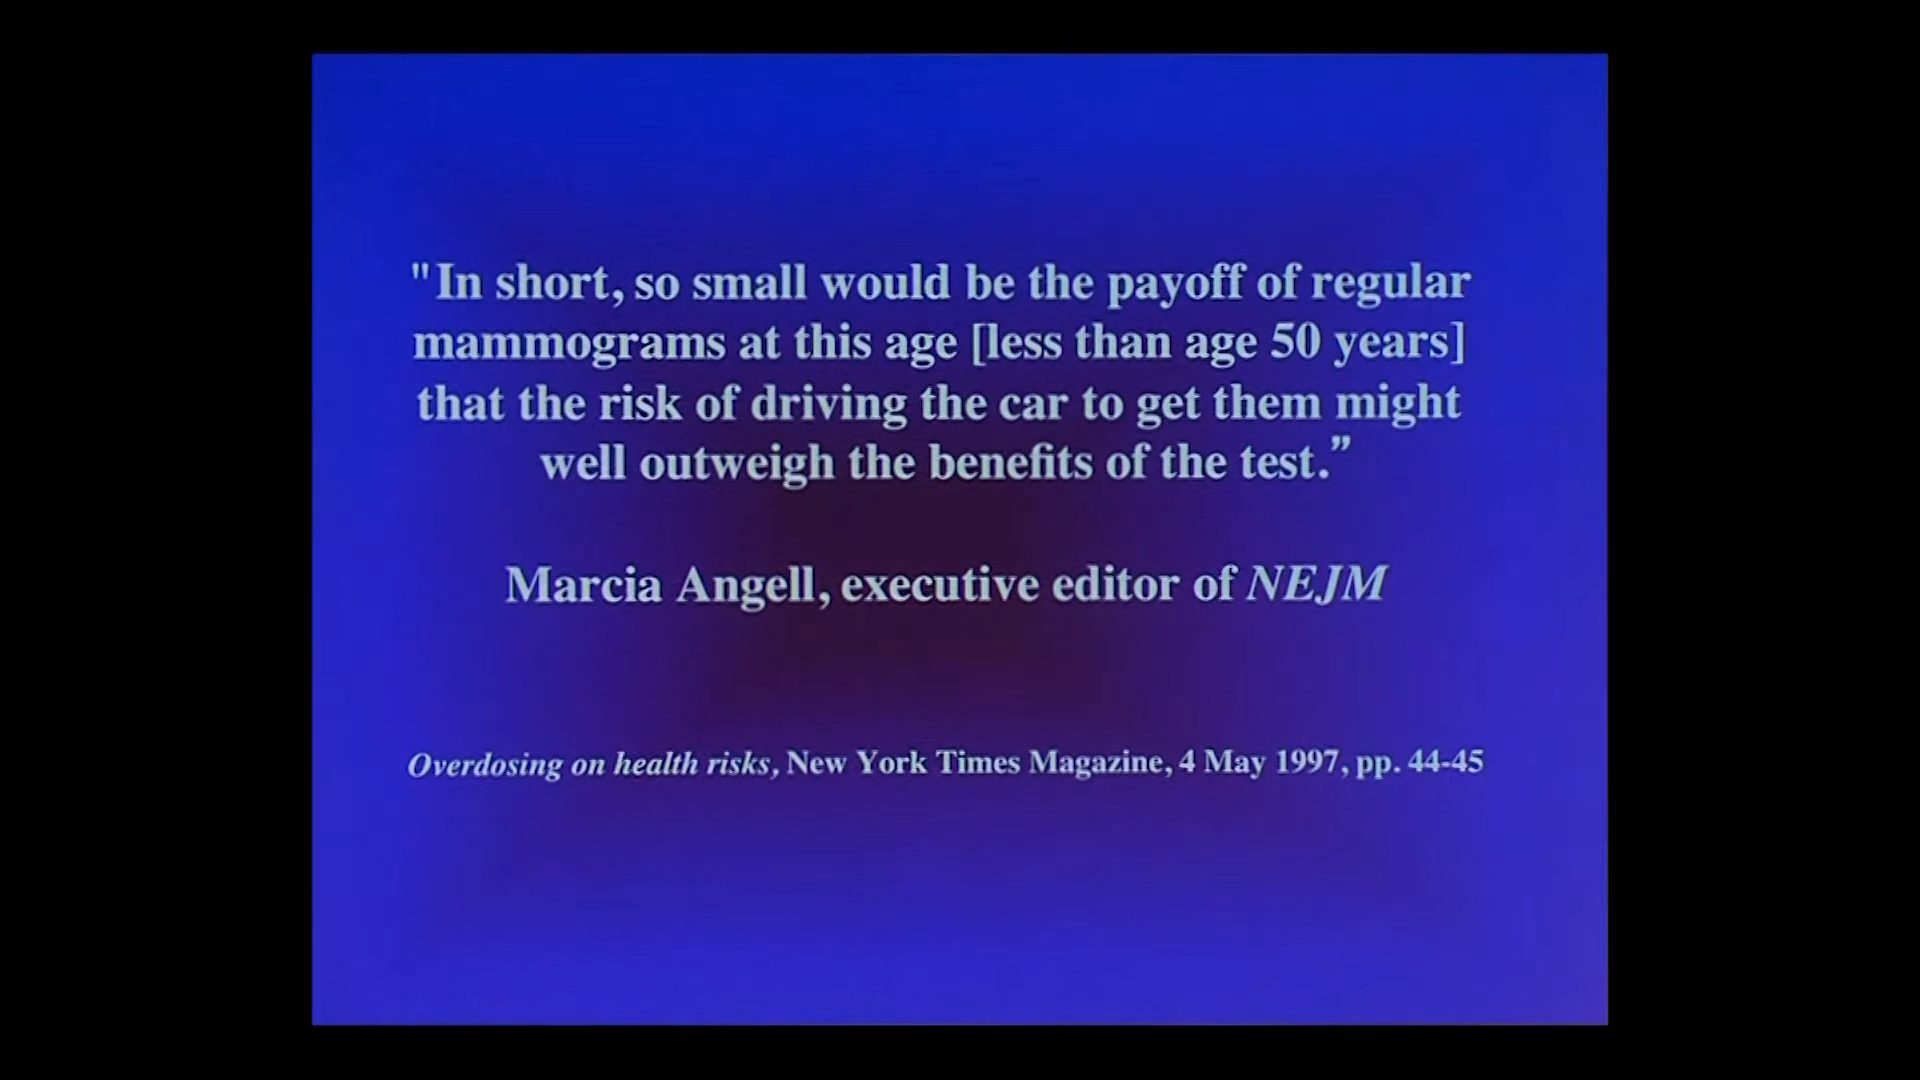 "In short, so small would be the payoff of regular
mammograms at this age [less than age 50 years]
that the risk of driving the car to get them might
well outweigh the benefits of the test.”
Marcia Angell, executive editor of NEJM
Overdosing on health risks, New York Times Magazine, 4 May 1997, pp. 44-45